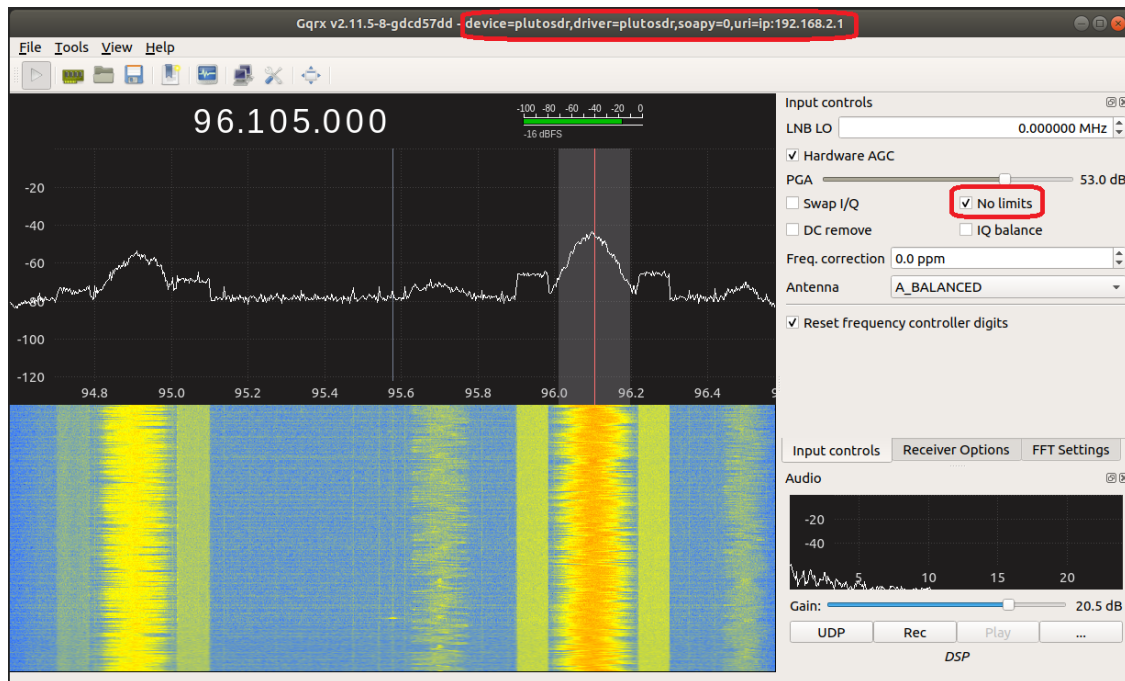 Gqrx v2.11.5-8-gdcd57dd - device=plutosdr,driver=plutosdr,soapy=0,uri=ip:192.168.2.1
File Tools View Help
96.105.000
-100 -80 -60 -40 -20 0
-16 dBFS
-20
-40
-60
-80
-100
-120
94.8 95.0 95.2 95.4 95.6 95.8 96.0 96.2 96.4
Input controls
LNB LO 0.000000 MHz
Hardware AGC
PGA 53.0 dB
Swap I/Q No limits
DC remove IQ balance
Freq. correction 0.0 ppm
Antenna A_BALANCED
Reset frequency controller digits
Input controls Receiver Options FFT Settings
Audio
-20
-40
5 10 15 20
Gain: 20.5 dB
UDP Rec Play ...
DSP